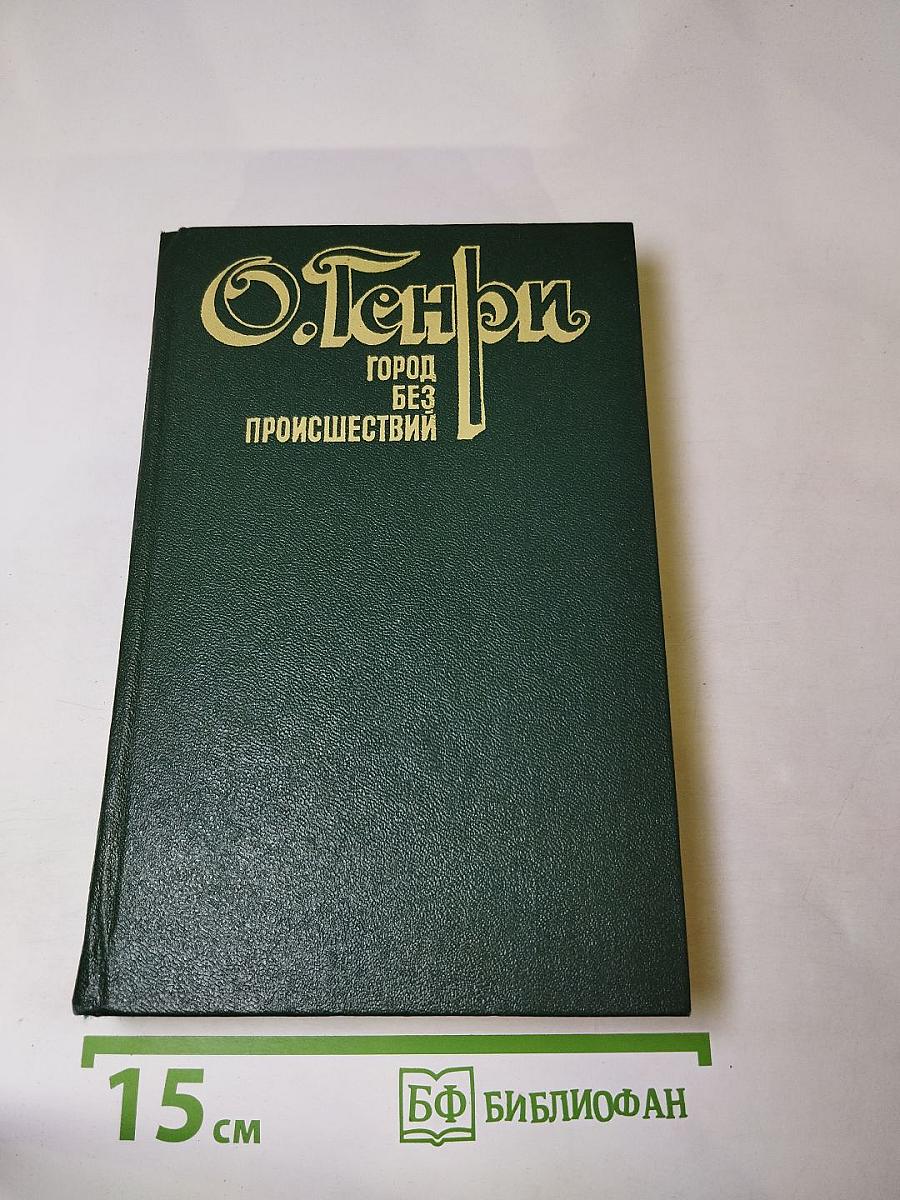 О. Генри
ГОРОД
БЕЗ
ПРОИСШЕСТВИЙ
15 см
БФ БИБЛИОФАН